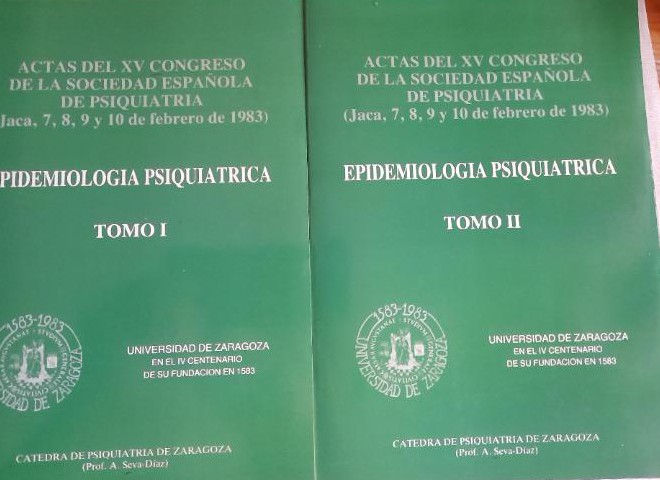 ACTAS DEL XV CONGRESO
DE LA SOCIEDAD ESPAÑOLA
DE PSIQUIATRIA
(Jaca, 7, 8, 9 y 10 de febrero de 1983)
PIDEMIOLOGIA PSIQUIATRICA
TOMO I
1583-1983
UNIVERSIDAD DE ZARAGOZA
EN EL IV CENTENARIO
DE SU FUNDACION EN 1583
CATEDRA DE PSIQUIATRIA DE ZARAGOZA
(Prof. A. Seva-Díaz)
ACTAS DEL XV CONGRESO
DE LA SOCIEDAD ESPAÑOLA
DE PSIQUIATRIA
(Jaca, 7, 8, 9 y 10 de febrero de 1983)
EPIDEMIOLOGIA PSIQUIATRICA
TOMO II
1583-1983
UNIVERSIDAD DE ZARAGOZA
UNIVERSIDAD DE ZARAGOZA
EN EL IV CENTENARIO
DE SU FUNDACION EN 1583
CATEDRA DE PSIQUIATRIA DE ZARAGOZA
(Prof. A. Seva-Díaz)